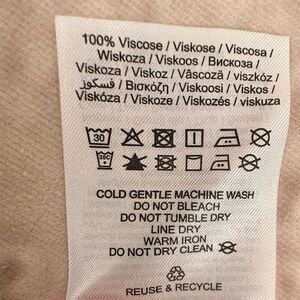 100% Viscose / Viskose / Viscosa /
Wiskoza / Viskoos / Вискоза /
Viskoza / Viskoz / Vâscoză / viszkóz /
فسكوز / Βισκόζη / Viskoosi / Viskos /
Viskóza / Viskoze / Viskozės / viskuza
30
30C
COLD GENTLE MACHINE WASH
DO NOT BLEACH
DO NOT TUMBLE DRY
LINE DRY
WARM IRON
DO NOT DRY CLEAN
REUSE & RECYCLE